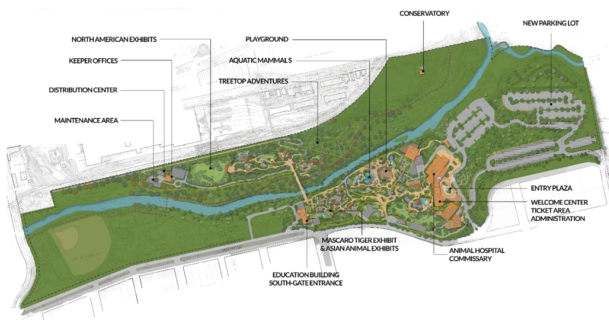 CONSERVATORY
NEW PARKING LOT
NORTH AMERICAN EXHIBITS
PLAYGROUND
KEEPER OFFICES
AQUATIC MAMMALS
TREETOP ADVENTURES
DISTRIBUTION CENTER
MAINTENANCE AREA
ENTRY PLAZA
WELCOME CENTER
TICKET AREA
ADMINISTRATION
MASCARO TIGER EXHIBIT
& ASIAN ANIMAL EXHIBITS
ANIMAL HOSPITAL
COMMISSARY
EDUCATION BUILDING
SOUTH-GATE ENTRANCE